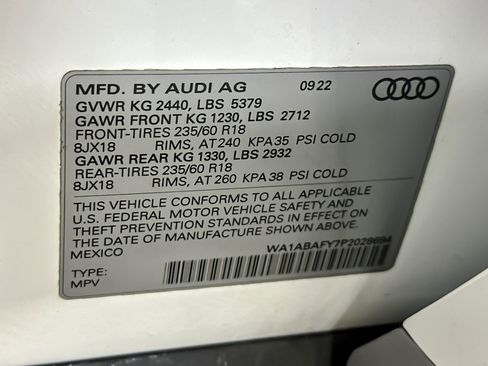 MFD. BY AUDI AG 09 22
GVWR KG 2440, LBS 5379
GAWR FRONT KG 1230, LBS 2712
FRONT-TIRES 235/60 R18
8JX18 RIMS, AT 240 KPA 35 PSI COLD
GAWR REAR KG 1330, LBS 2932
REAR-TIRES 235/60 R18
8JX18 RIMS, AT 260 KPA 38 PSI COLD
THIS VEHICLE CONFORMS TO ALL APPLICABLE
U.S. FEDERAL MOTOR VEHICLE SAFETY AND
THEFT PREVENTION STANDARDS IN EFFECT ON
THE DATE OF MANUFACTURE SHOWN ABOVE.
MEXICO WA1ABAFY7P2028694
TYPE:
MPV